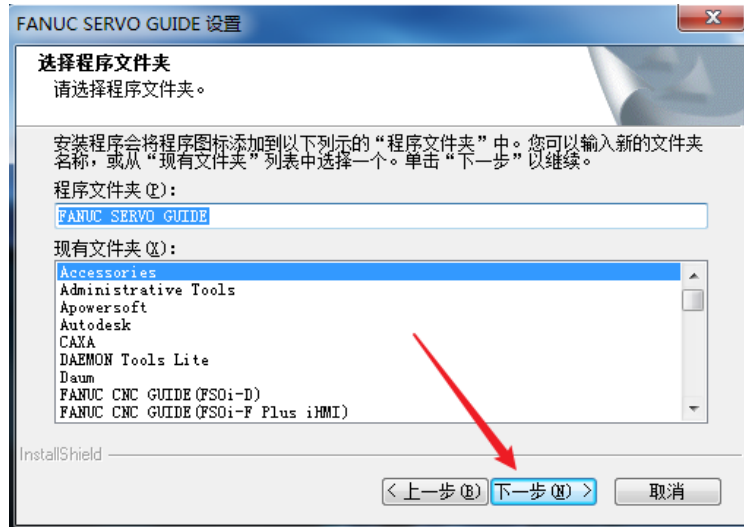 FANUC SERVO GUIDE 设置
选择程序文件夹
请选择程序文件夹。
安装程序会将程序图标添加到以下列示的“程序文件夹”中。您可以输入新的文件夹
名称，或从“现有文件夹”列表中选择一个。单击“下一步”以继续。
程序文件夹(P)：
FANUC SERVO GUIDE
现有文件夹(X)：
Accessories
Administrative Tools
Apowersoft
Autodesk
CAXA
DAEMON Tools Lite
Daum
FANUC CNC GUIDE(FS0i-D)
FANUC CNC GUIDE(FS0i-F Plus iHMI)
InstallShield
< 上一步(B) 下一步(N) > 取消